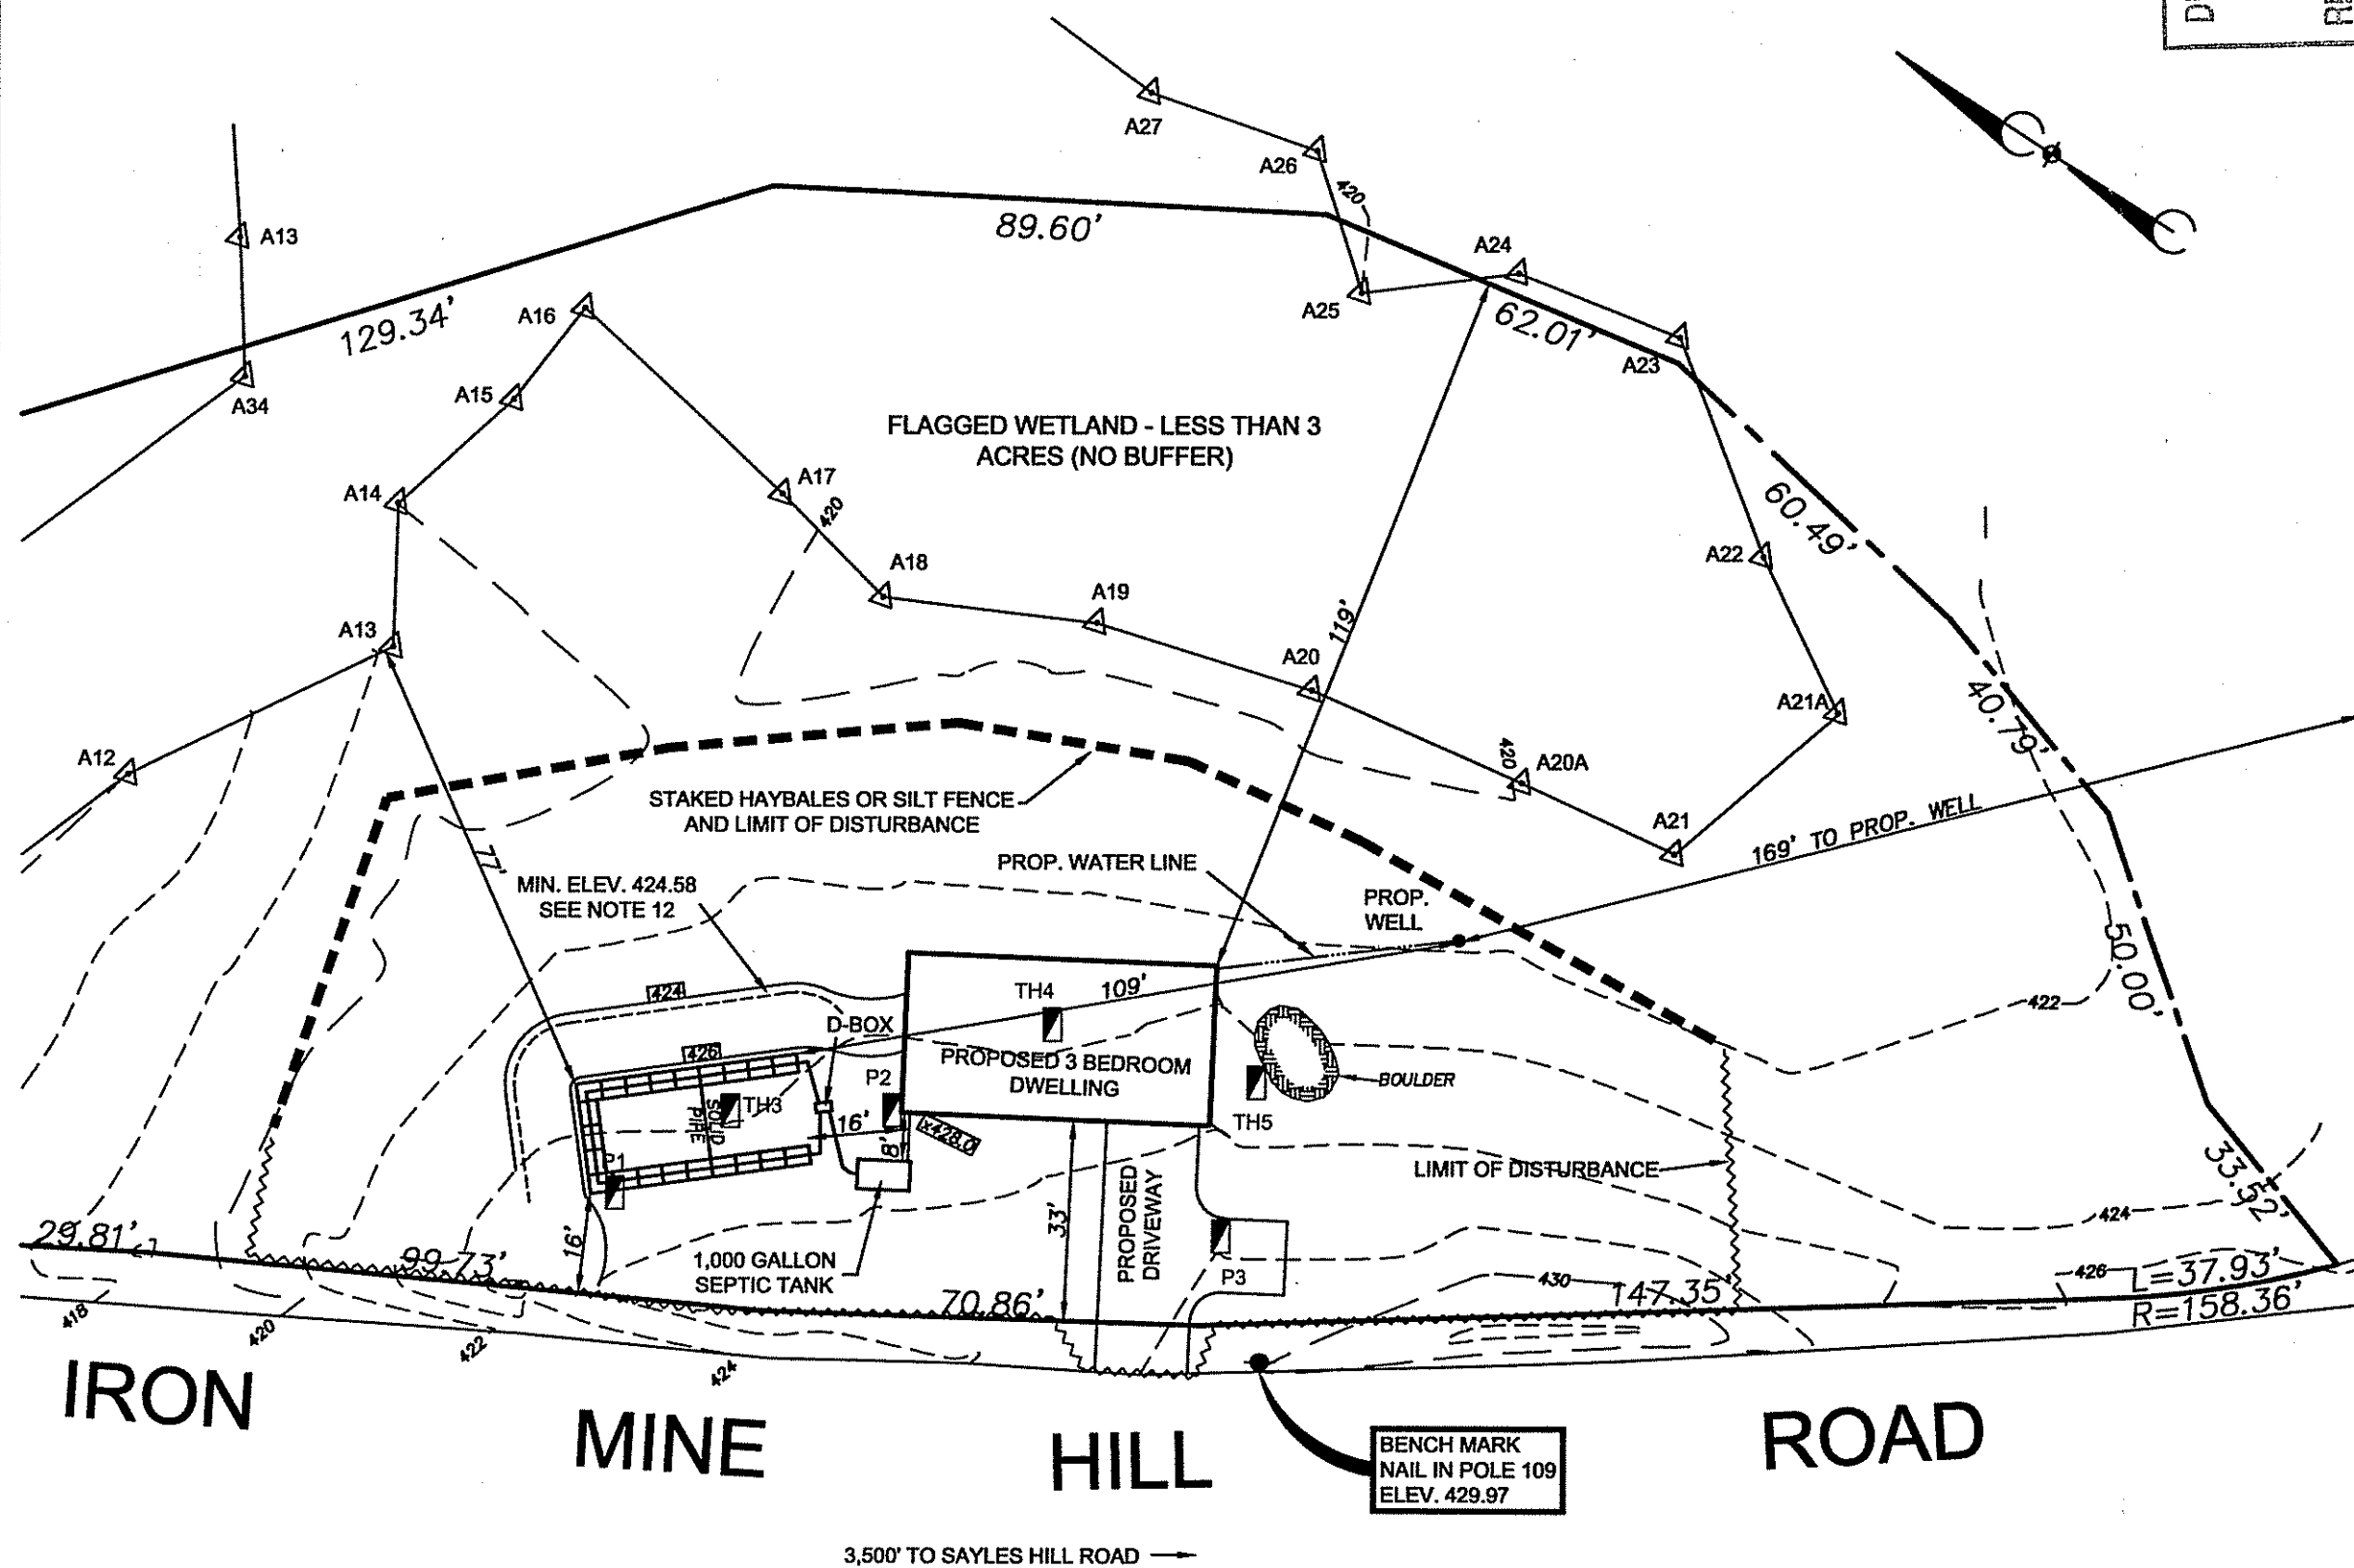 D
RE
A27
A26
420
A13
89.60'
A24
129.34'
A16
A25
62.01'
A23
A34
A15
FLAGGED WETLAND - LESS THAN 3
ACRES (NO BUFFER)
A14
A17
420
60.49'
A18
A22
A19
119'
A13
A20
A21A
40.79'
A12
420
A20A
STAKED HAYBALES OR SILT FENCE
AND LIMIT OF DISTURBANCE
A21
169' TO PROP. WELL
77'
PROP. WATER LINE
MIN. ELEV. 424.58
SEE NOTE 12
PROP.
WELL
50.00'
424
TH4
109'
422
D-BOX
426
PROPOSED 3 BEDROOM
DWELLING
P2
BOULDER
TH3
SOLID
PIPE
16'
8'
x428.0
TH5
P1
LIMIT OF DISTURBANCE
33.52'
PROPOSED
DRIVEWAY
33'
424
29.81'
16'
99.73'
1,000 GALLON
SEPTIC TANK
P3
430
426
L=37.93'
70.86'
147.35'
R=158.36'
418
420
422
424
IRON
MINE
HILL
ROAD
BENCH MARK
NAIL IN POLE 109
ELEV. 429.97
3,500' TO SAYLES HILL ROAD